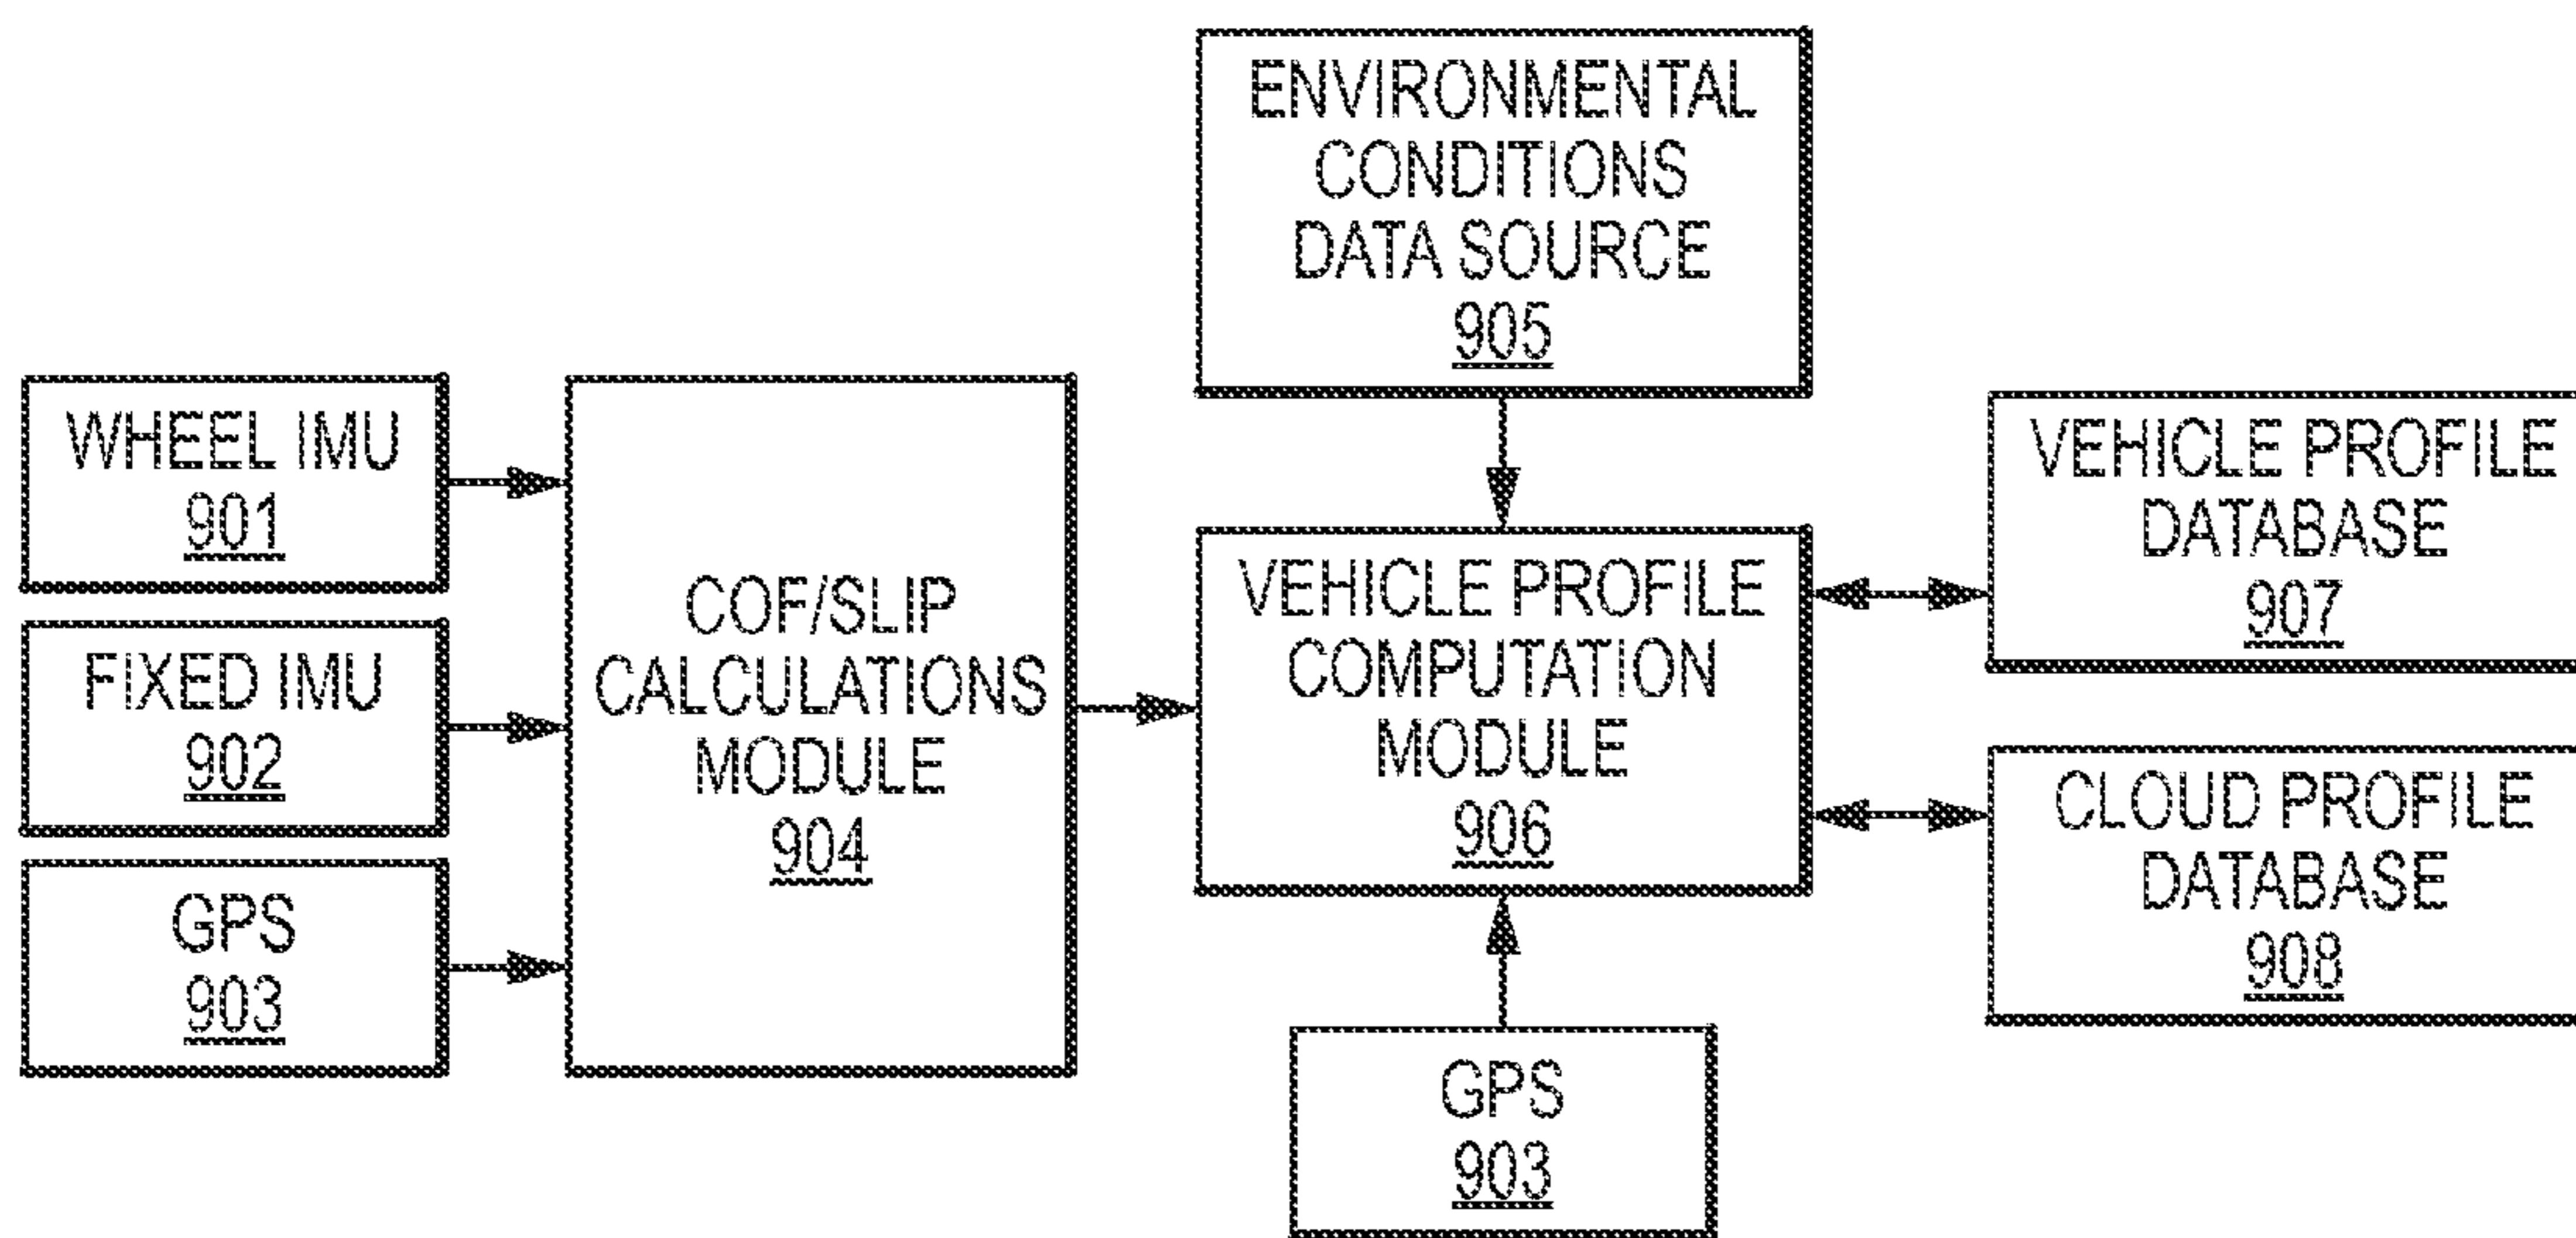 WHEEL IMU
901
FIXED IMU
902
GPS
903
COF/SLIP
CALCULATIONS
MODULE
904
ENVIRONMENTAL
CONDITIONS
DATA SOURCE
905
VEHICLE PROFILE
COMPUTATION
MODULE
906
GPS
903
VEHICLE PROFILE
DATABASE
907
CLOUD PROFILE
DATABASE
908